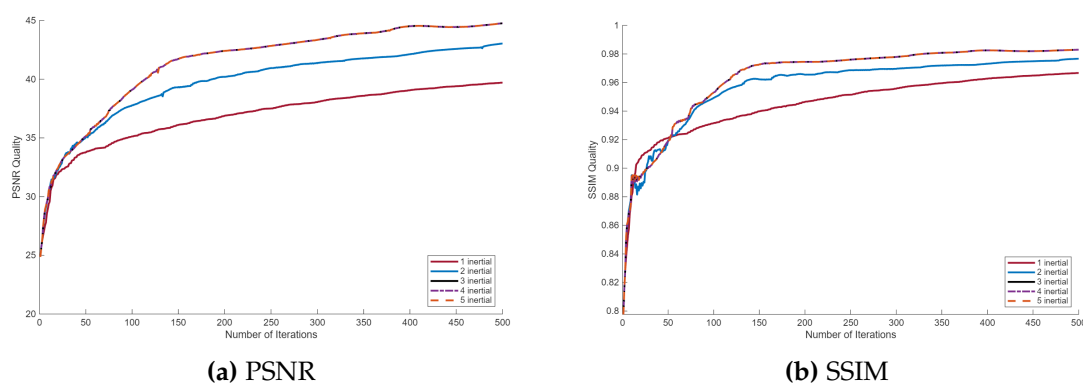 45
40
35
30
25
20
PSNR Quality
0 50 100 150 200 250 300 350 400 450 500
Number of Iterations
1 inertial
2 inertial
3 inertial
4 inertial
5 inertial
(a) PSNR
1
0.98
0.96
0.94
0.92
0.9
0.88
0.86
0.84
0.82
0.8
SSIM Quality
0 50 100 150 200 250 300 350 400 450 500
Number of Iterations
1 inertial
2 inertial
3 inertial
4 inertial
5 inertial
(b) SSIM